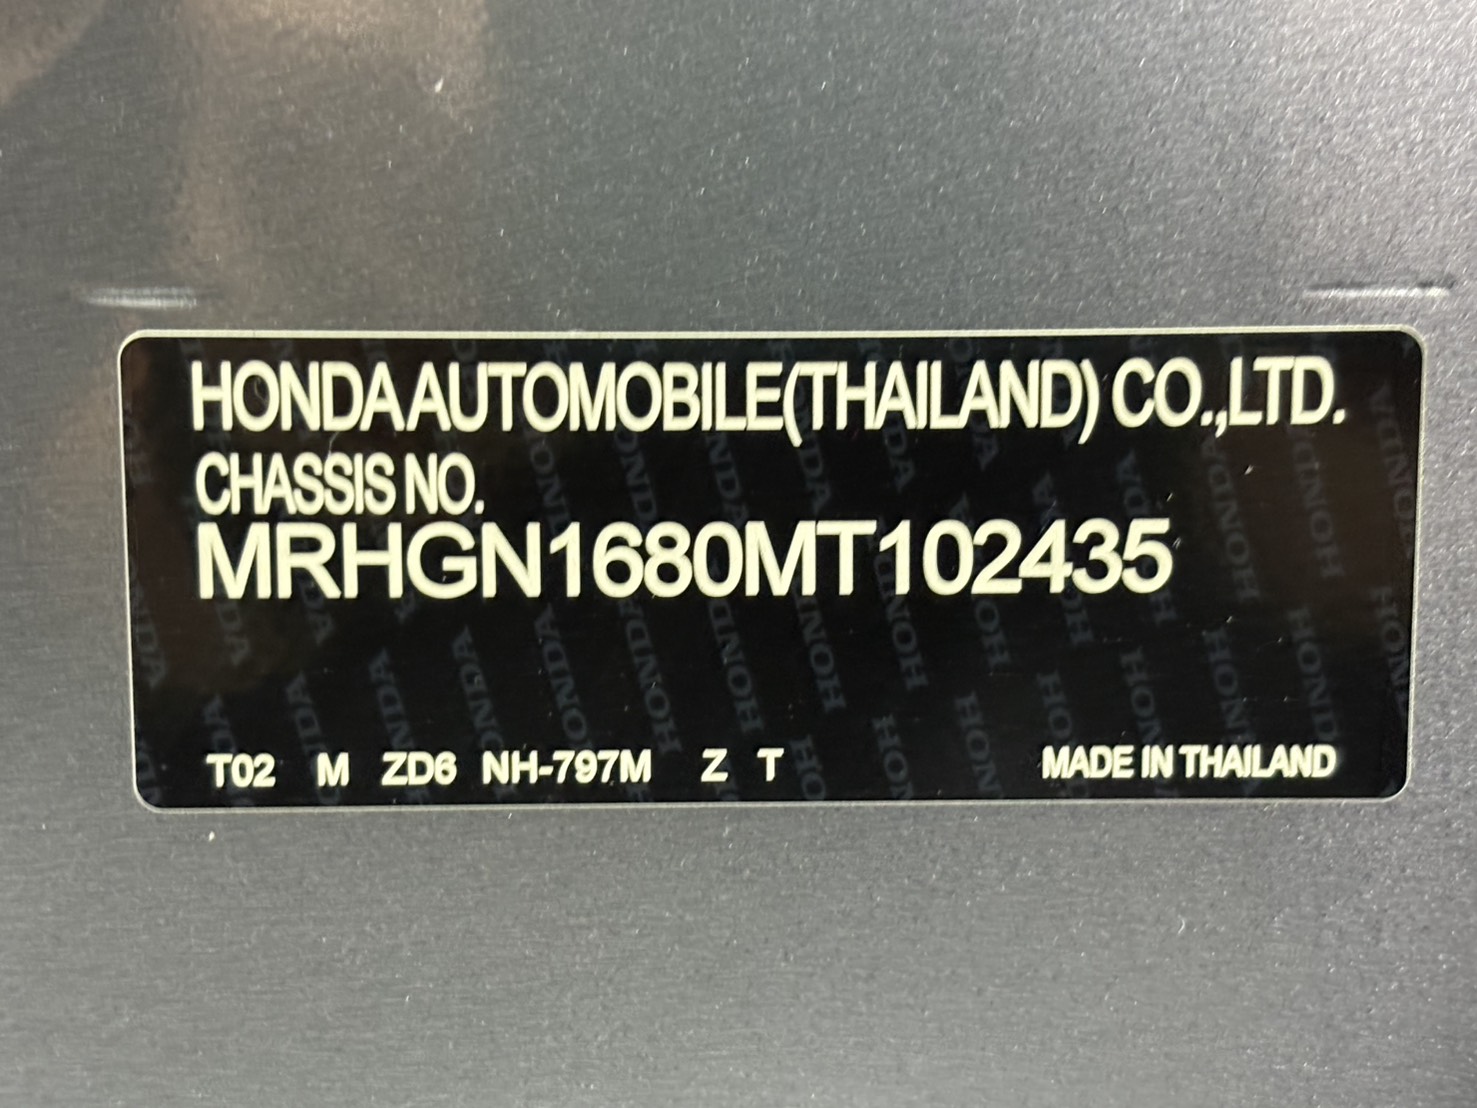 HONDA AUTOMOBILE (THAILAND) CO.,LTD.
CHASSIS NO.
MRHGN1680MT102435
T02 M ZD6 NH-797M Z T MADE IN THAILAND